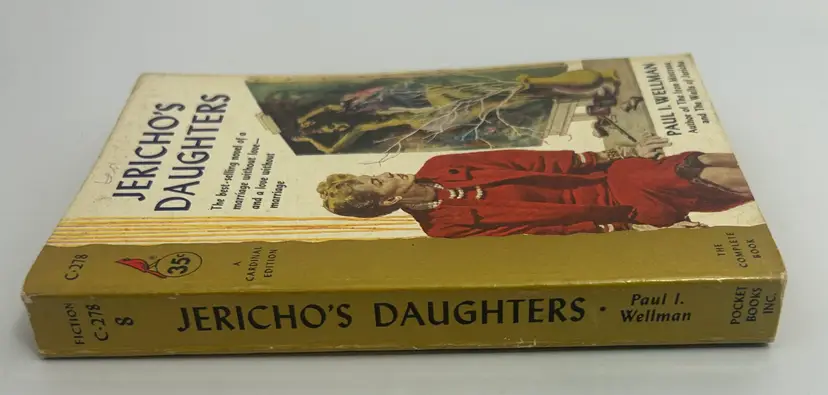 JERICHO'S
DAUGHTERS
The best-selling novel of a
marriage without love—
and a love without
marriage
PAUL I. WELLMAN
Author of The Iron Mistress
and The Walls of Jericho
C-278
35¢
A
CARDINAL
EDITION
THE
COMPLETE
BOOK
FICTION
C-278
8
JERICHO'S DAUGHTERS • Paul I.
Wellman
POCKET
BOOKS
INC.